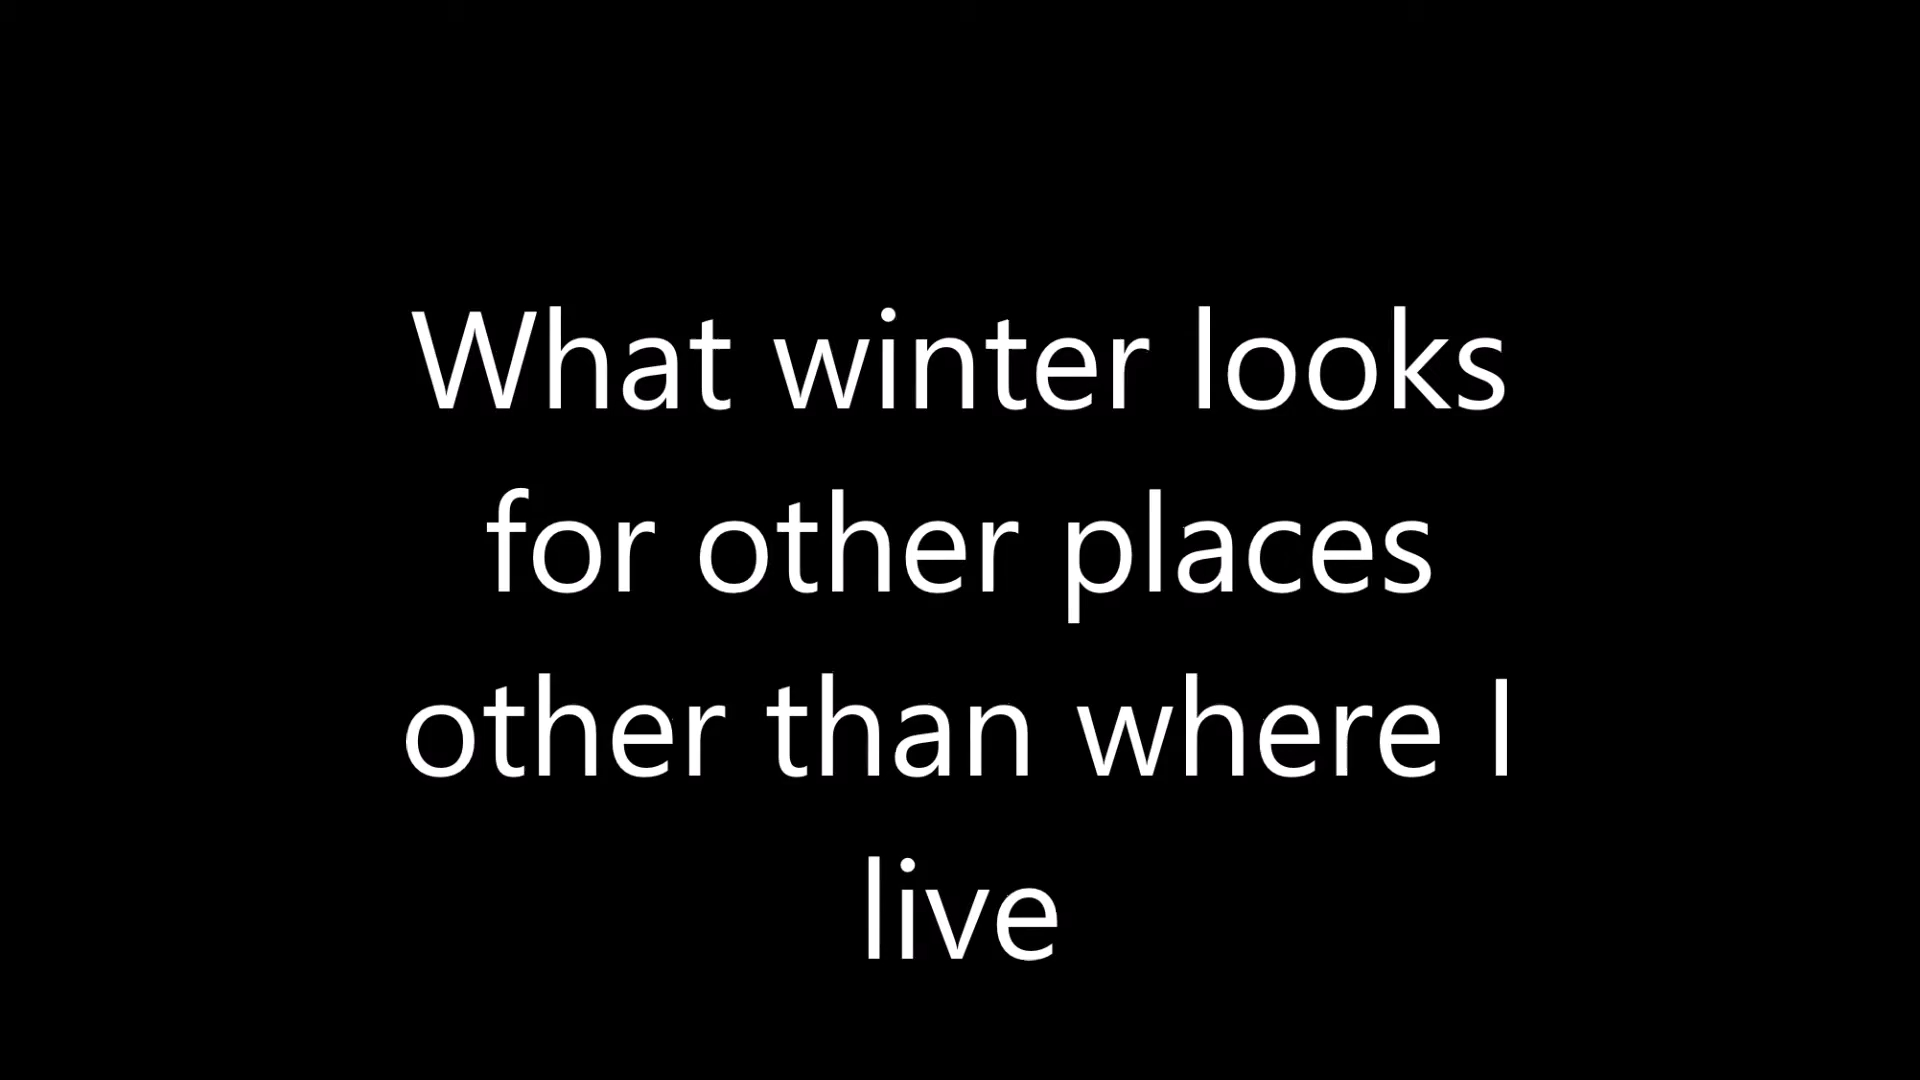 What winter looks
for other places
other than where I
live